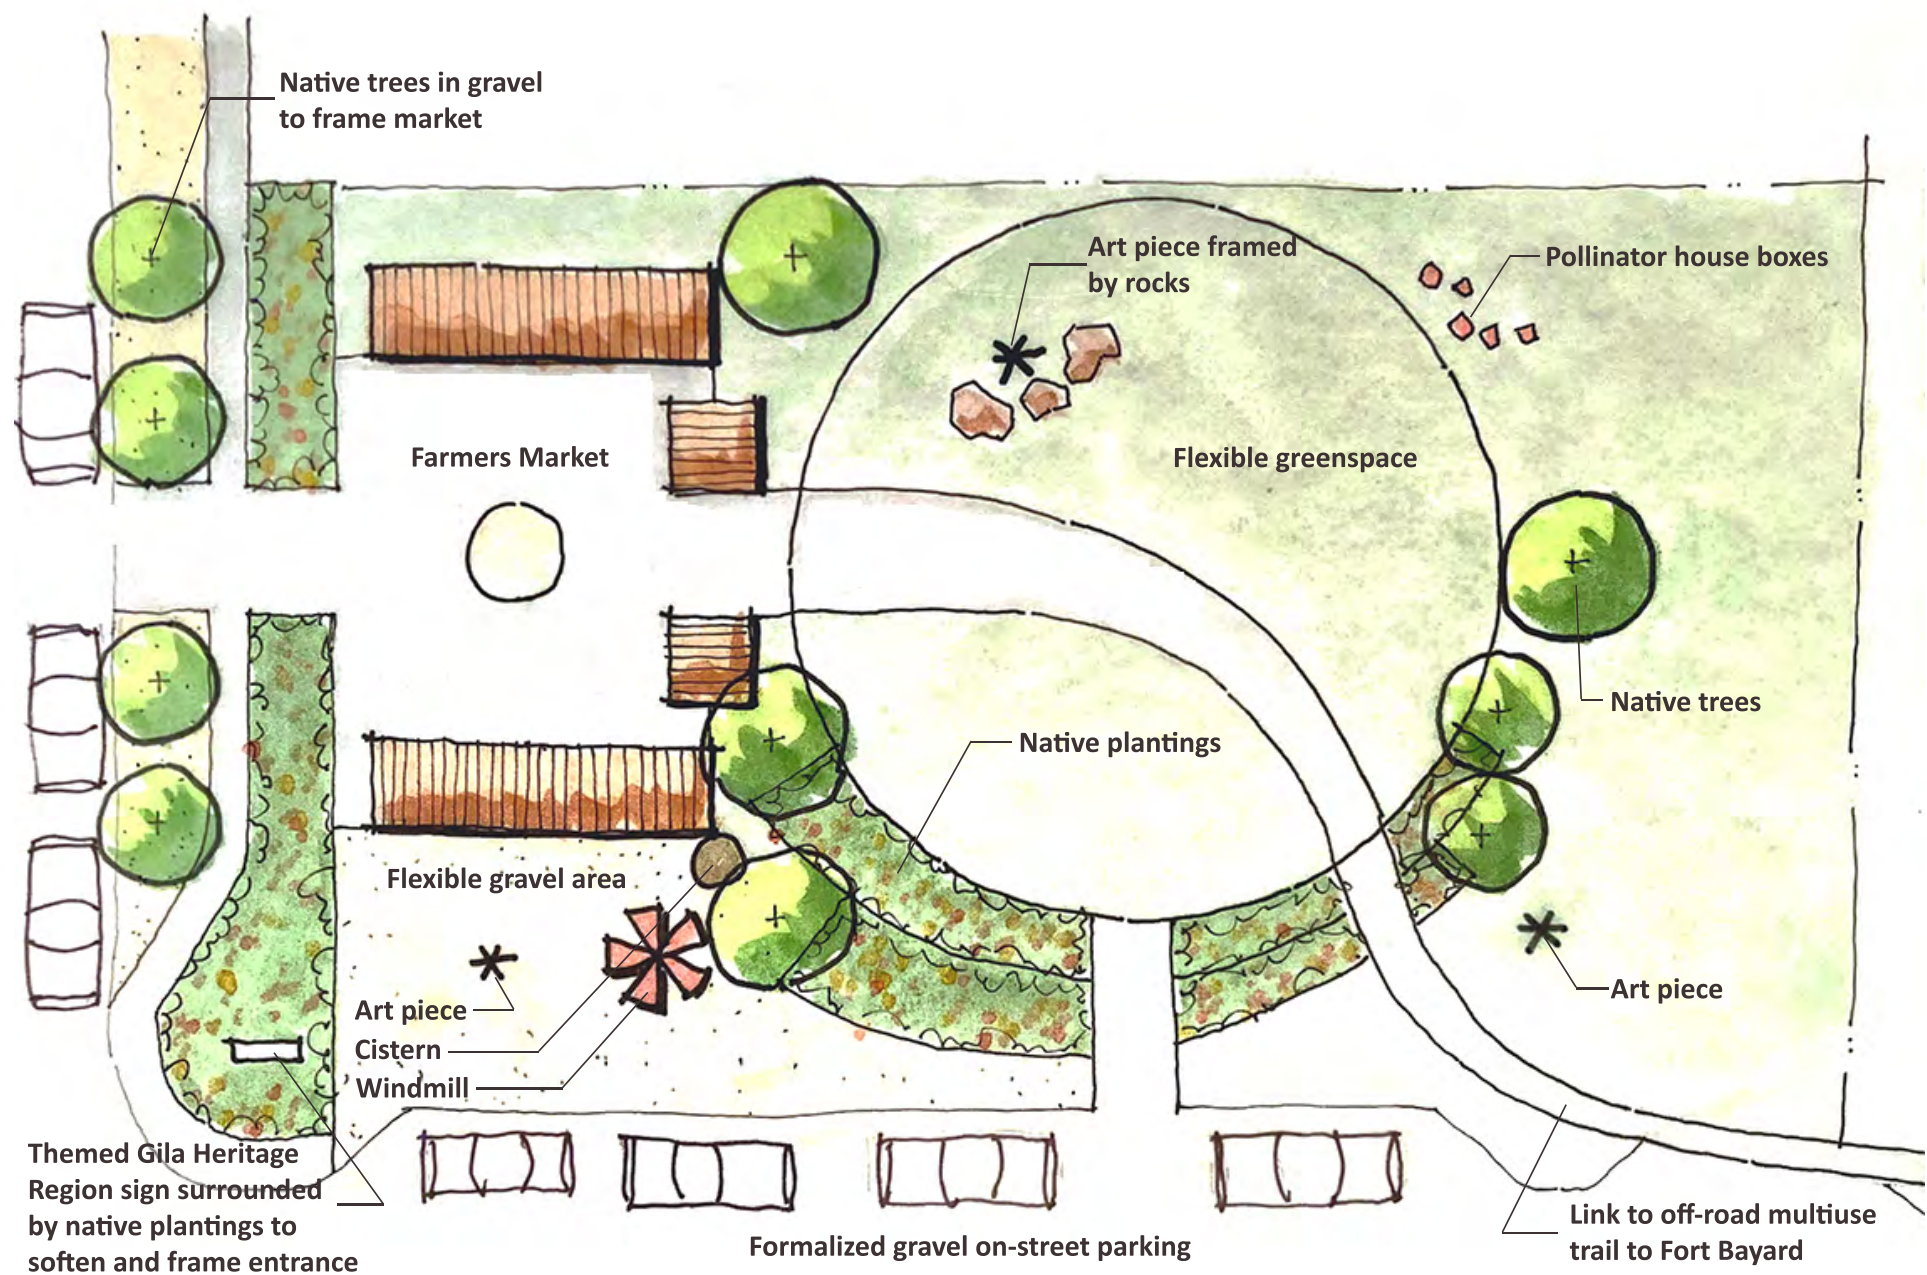 Native trees in gravel
to frame market
Art piece framed
by rocks
Pollinator house boxes
Farmers Market
Flexible greenspace
Native trees
Native plantings
Flexible gravel area
Art piece
Cistern
Windmill
Art piece
Themed Gila Heritage
Region sign surrounded
by native plantings to
soften and frame entrance
Formalized gravel on-street parking
Link to off-road multiuse
trail to Fort Bayard